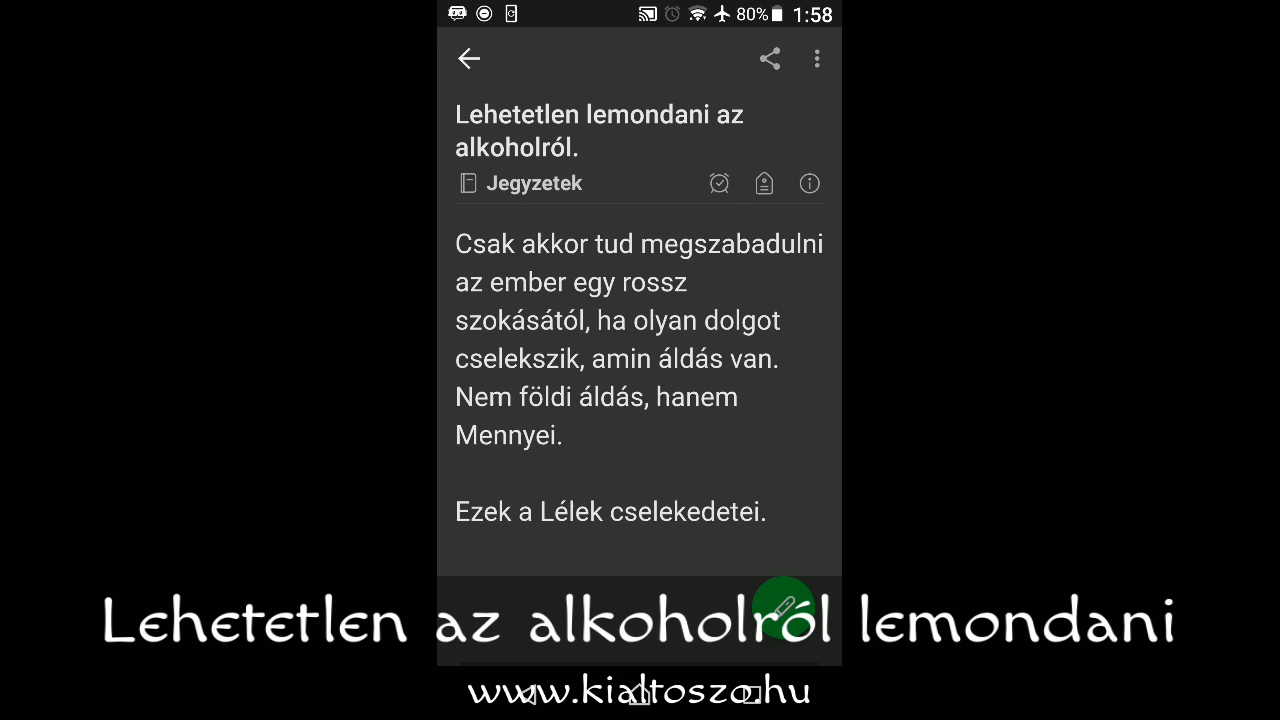 80% 1:58
Lehetetlen lemondani az
alkoholról.
Jegyzetek
Csak akkor tud megszabadulni
az ember egy rossz
szokásától, ha olyan dolgot
cselekszik, amin áldás van.
Nem földi áldás, hanem
Mennyei.
Ezek a Lélek cselekedetei.
Lehetetlen az alkoholról lemondani
www.kialtoszo.hu